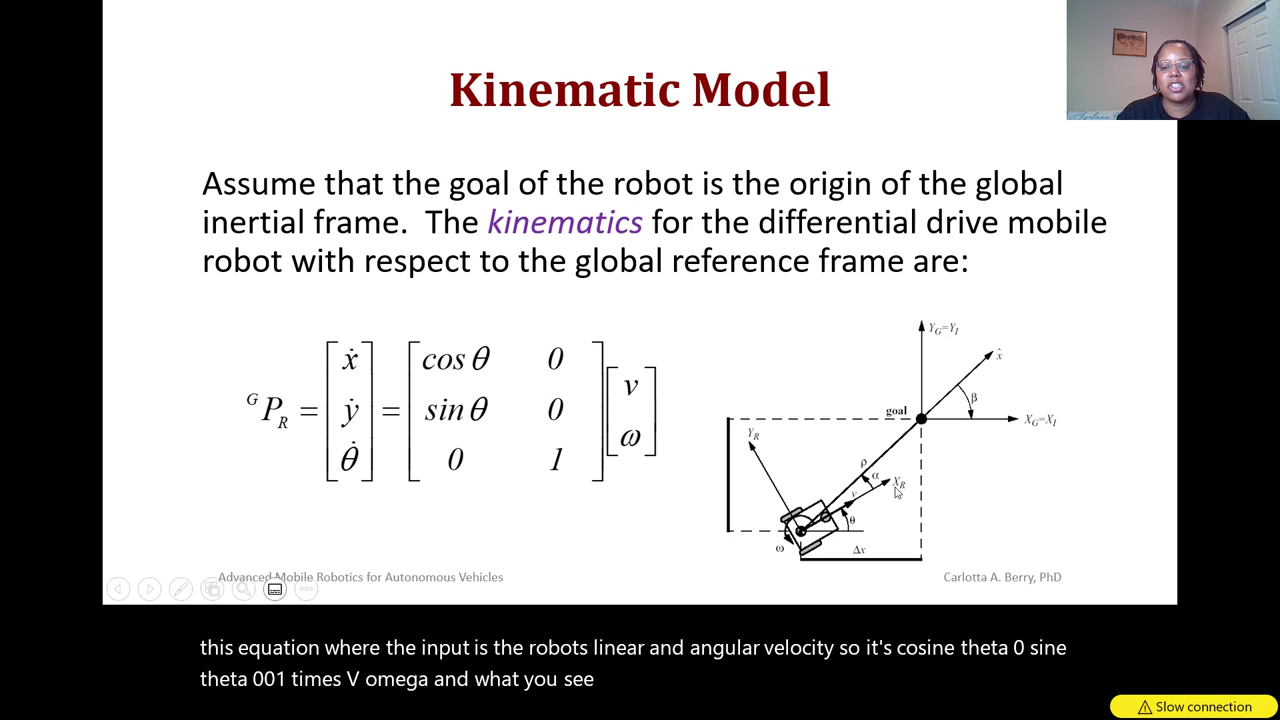 Kinematic Model
Assume that the goal of the robot is the origin of the global
inertial frame. The kinematics for the differential drive mobile
robot with respect to the global reference frame are:
ᴳP_R = [ẋ ẏ θ̇] = [cos θ 0 sin θ 0 0 1] [v ω]
Y_G=Y_I
x̂
β
goal
X_G=X_I
Y_R
ρ
α
X_R
v
θ
ω
Δx
Advanced Mobile Robotics for Autonomous Vehicles
Carlotta A. Berry, PhD
this equation where the input is the robots linear and angular velocity so it's cosine theta 0 sine
theta 001 times V omega and what you see
⚠ Slow connection